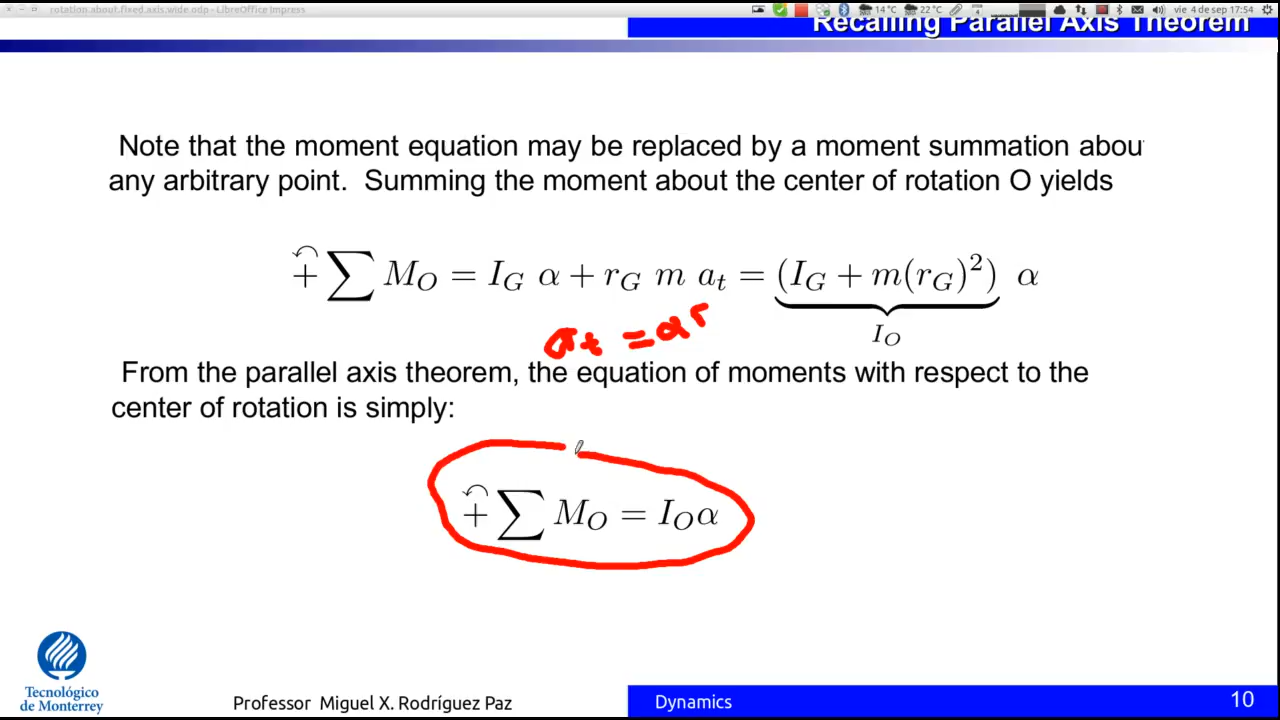 rotation.about.fixed.axis.wide.odp - LibreOffice Impress
14 °C 22 °C vie 4 de sep 17:54
Recalling Parallel Axis Theorem
Note that the moment equation may be replaced by a moment summation abou
any arbitrary point. Summing the moment about the center of rotation O yields
+↶ ∑ M_O = I_G α + r_G m a_t = (I_G + m(r_G)²) α
I_O
a_t = αr
From the parallel axis theorem, the equation of moments with respect to the
center of rotation is simply:
+↶ ∑ M_O = I_O α
Tecnológico
de Monterrey
Professor Miguel X. Rodríguez Paz
Dynamics
10